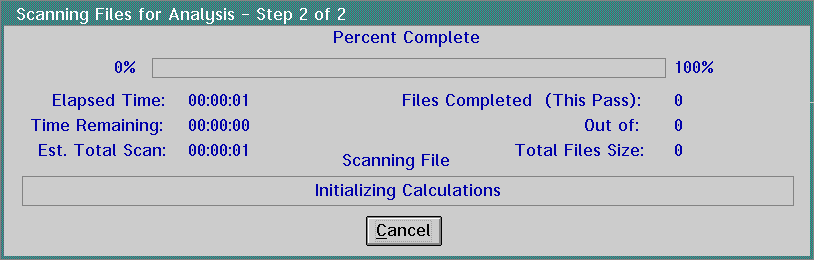 Scanning Files for Analysis - Step 2 of 2
Percent Complete
0% 100%
Elapsed Time: 00:00:01 Files Completed (This Pass): 0
Time Remaining: 00:00:00 Out of: 0
Est. Total Scan: 00:00:01 Total Files Size: 0
Scanning File
Initializing Calculations
Cancel